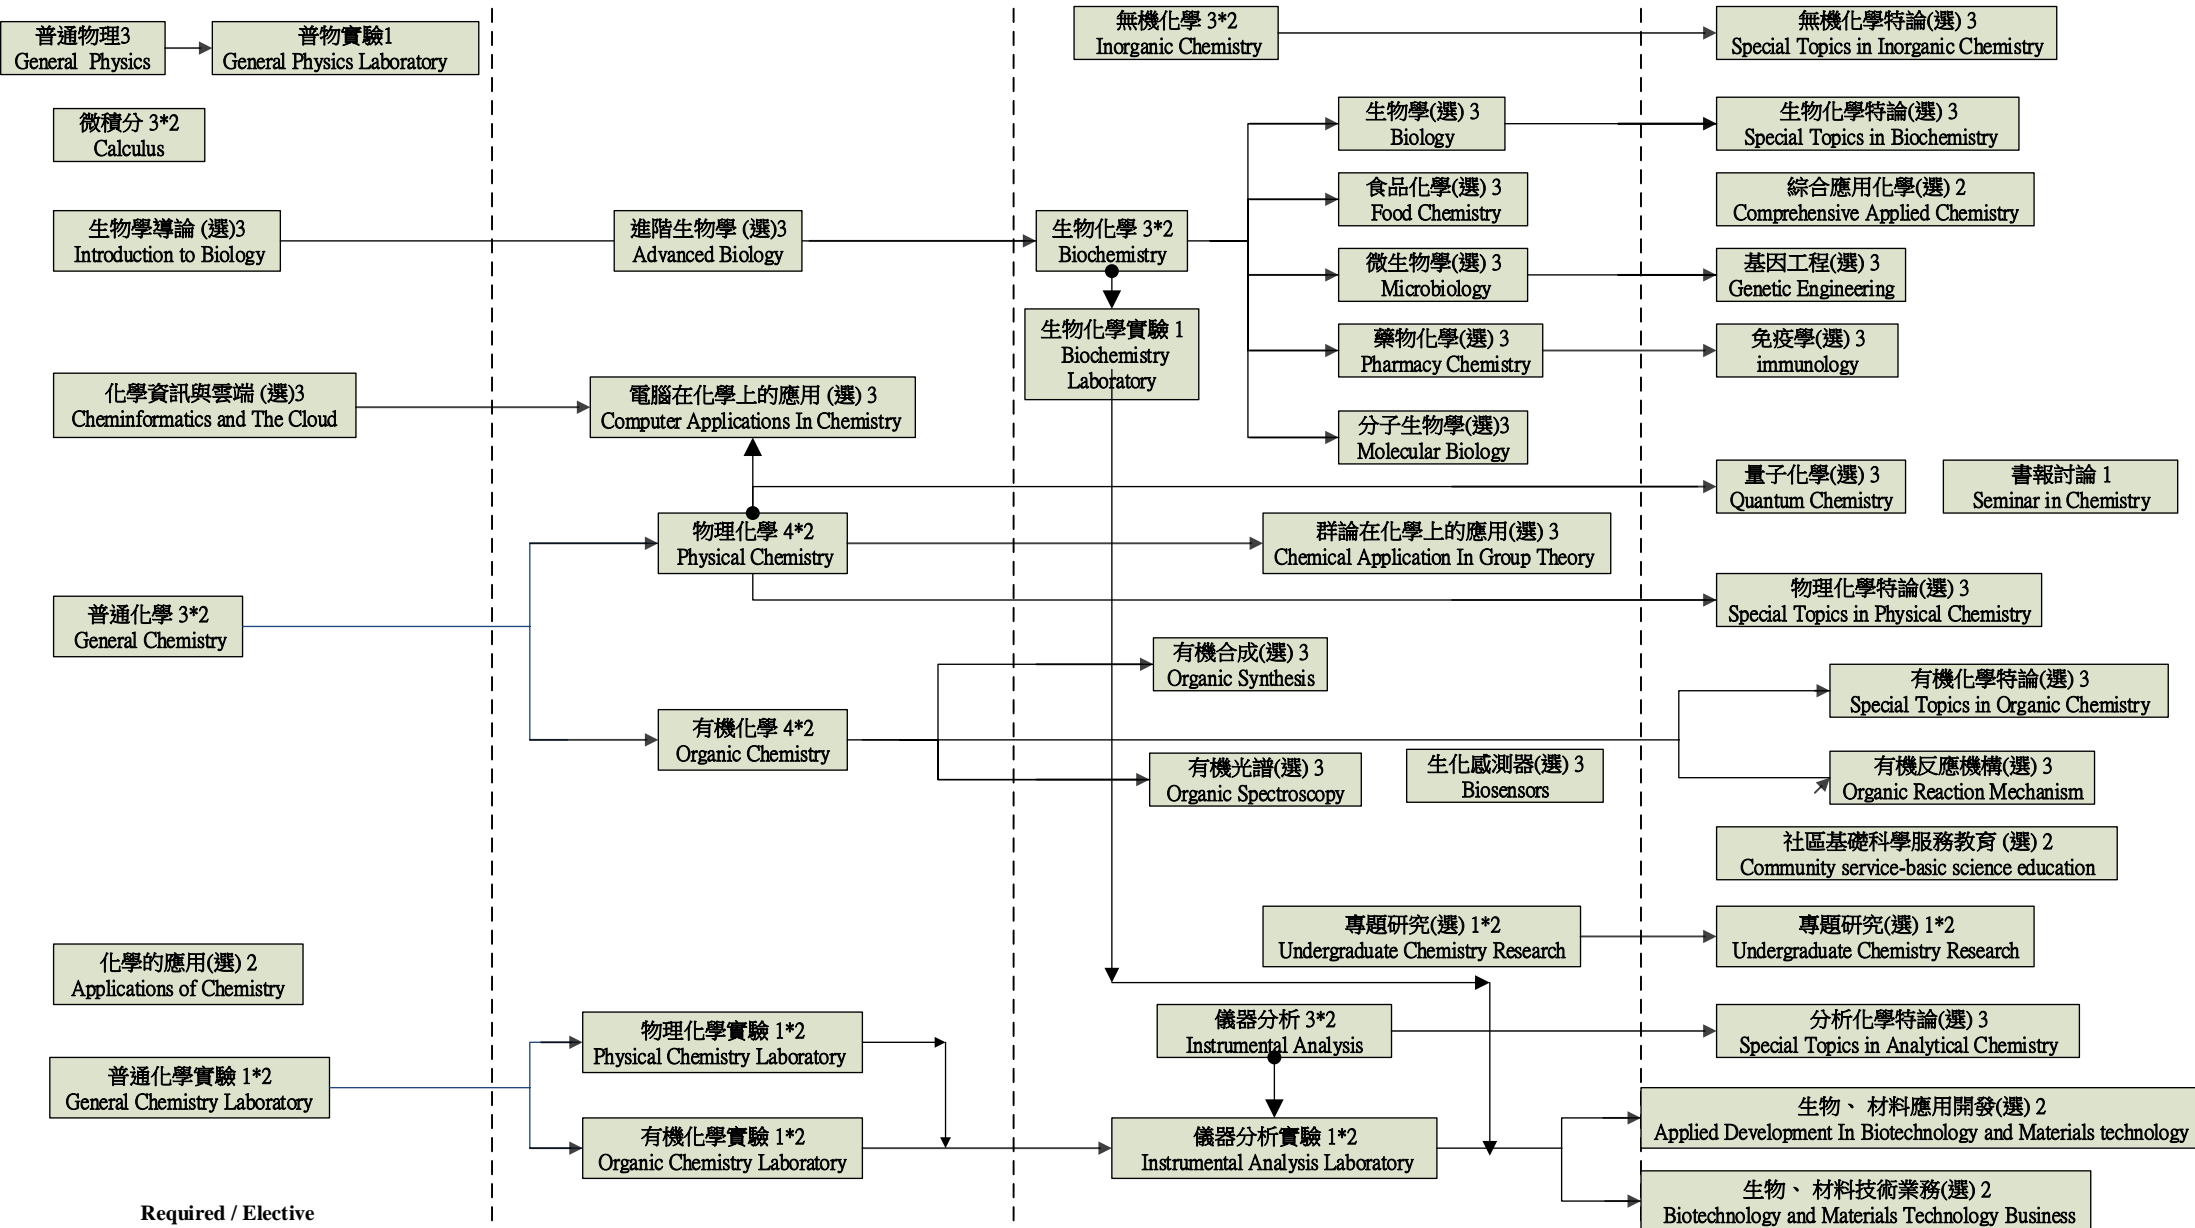 普通物理3
General Physics
普物實驗1
General Physics Laboratory
微積分 3*2
Calculus
生物學導論 (選)3
Introduction to Biology
化學資訊與雲端 (選)3
Cheminformatics and The Cloud
普通化學 3*2
General Chemistry
化學的應用(選) 2
Applications of Chemistry
普通化學實驗 1*2
General Chemistry Laboratory
Required / Elective
進階生物學 (選)3
Advanced Biology
電腦在化學上的應用 (選) 3
Computer Applications In Chemistry
物理化學 4*2
Physical Chemistry
有機化學 4*2
Organic Chemistry
物理化學實驗 1*2
Physical Chemistry Laboratory
有機化學實驗 1*2
Organic Chemistry Laboratory
無機化學 3*2
Inorganic Chemistry
生物化學 3*2
Biochemistry
生物化學實驗 1
Biochemistry
Laboratory
生物學(選) 3
Biology
食品化學(選) 3
Food Chemistry
微生物學(選) 3
Microbiology
藥物化學(選) 3
Pharmacy Chemistry
分子生物學(選)3
Molecular Biology
群論在化學上的應用(選) 3
Chemical Application In Group Theory
有機合成(選) 3
Organic Synthesis
有機光譜(選) 3
Organic Spectroscopy
生化感測器(選) 3
Biosensors
專題研究(選) 1*2
Undergraduate Chemistry Research
儀器分析 3*2
Instrumental Analysis
儀器分析實驗 1*2
Instrumental Analysis Laboratory
無機化學特論(選) 3
Special Topics in Inorganic Chemistry
生物化學特論(選) 3
Special Topics in Biochemistry
綜合應用化學(選) 2
Comprehensive Applied Chemistry
基因工程(選) 3
Genetic Engineering
免疫學(選) 3
immunology
量子化學(選) 3
Quantum Chemistry
書報討論 1
Seminar in Chemistry
物理化學特論(選) 3
Special Topics in Physical Chemistry
有機化學特論(選) 3
Special Topics in Organic Chemistry
有機反應機構(選) 3
Organic Reaction Mechanism
社區基礎科學服務教育 (選) 2
Community service-basic science education
專題研究(選) 1*2
Undergraduate Chemistry Research
分析化學特論(選) 3
Special Topics in Analytical Chemistry
生物、 材料應用開發(選) 2
Applied Development In Biotechnology and Materials technology
生物、 材料技術業務(選) 2
Biotechnology and Materials Technology Business